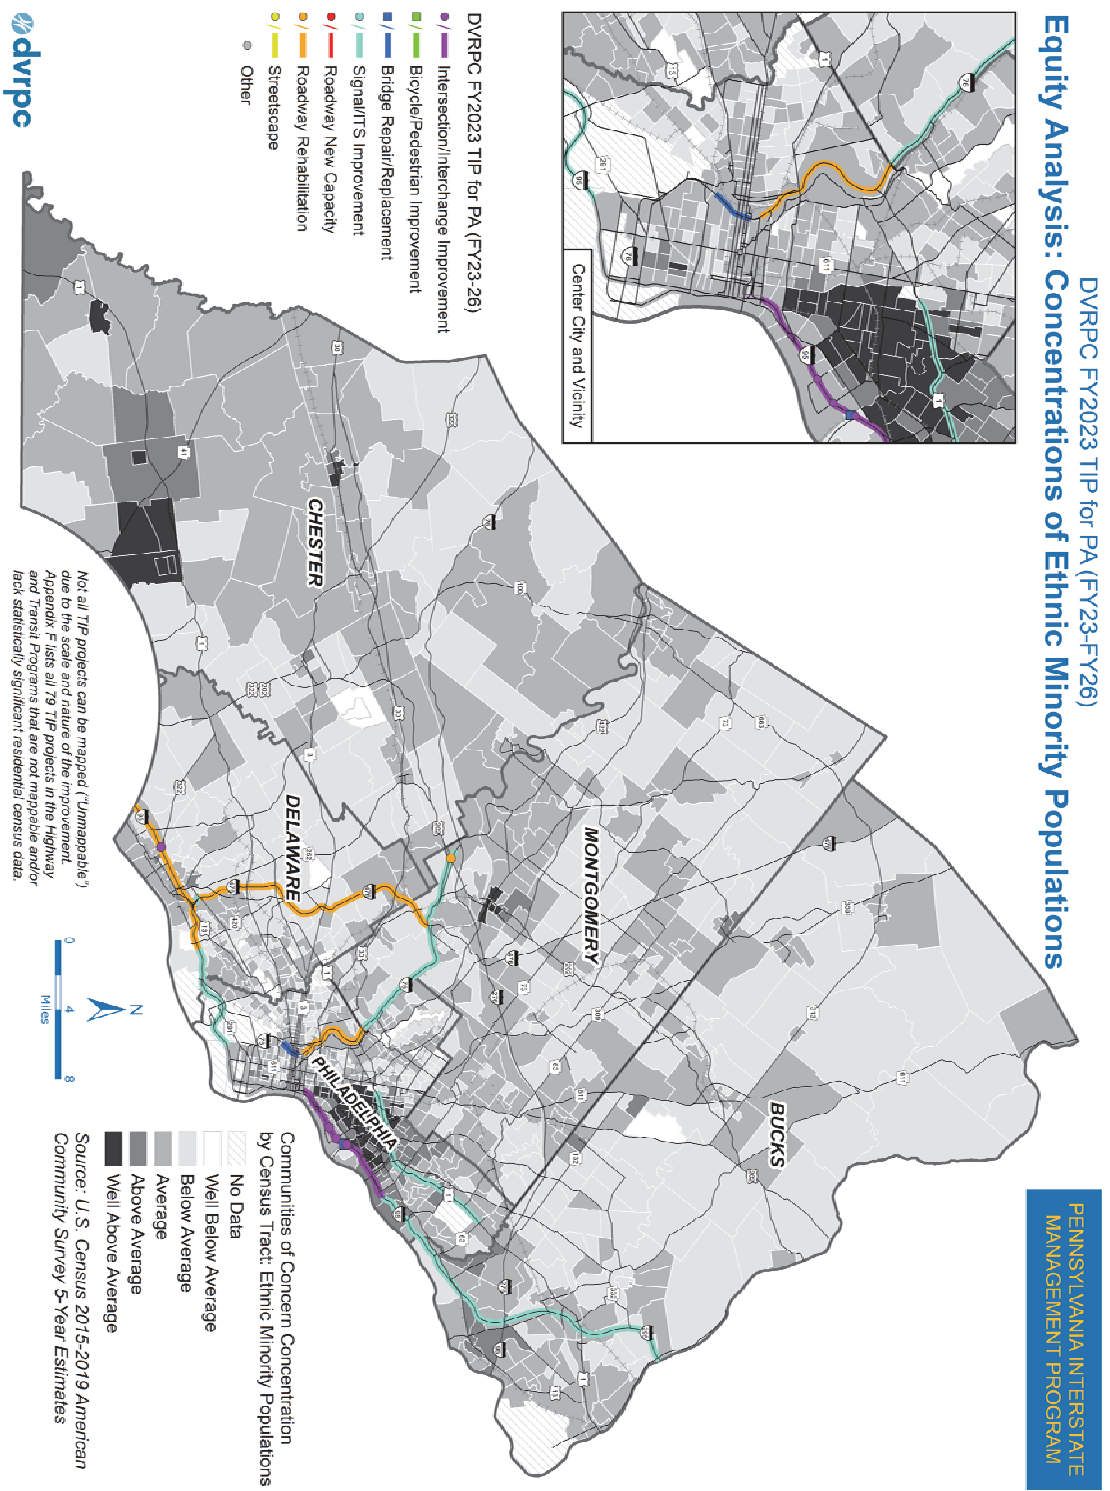 DVRPC FY2023 TIP for PA (FY23-FY26)
Equity Analysis: Concentrations of Ethnic Minority Populations
PENNSYLVANIA INTERSTATE
MANAGEMENT PROGRAM
Center City and Vicinity
DVRPC FY2023 TIP for PA (FY23-26)
Intersection/Interchange Improvement
Bicycle/Pedestrian Improvement
Bridge Repair/Replacement
Signal/ITS Improvement
Roadway New Capacity
Roadway Rehabilitation
Streetscape
Other
CHESTER
DELAWARE
MONTGOMERY
PHILADELPHIA
BUCKS
Communities of Concern Concentration
by Census Tract: Ethnic Minority Populations
No Data
Well Below Average
Below Average
Average
Above Average
Well Above Average
Source: U.S. Census 2015-2019 American
Community Survey 5-Year Estimates
Not all TIP projects can be mapped ("Unmappable")
due to the scale and nature of the improvement.
Appendix F lists all 79 TIP projects in the Highway
and Transit Programs that are not mappable and/or
lack statistically significant residential census data.
N
0 4 8
Miles
dvrpc